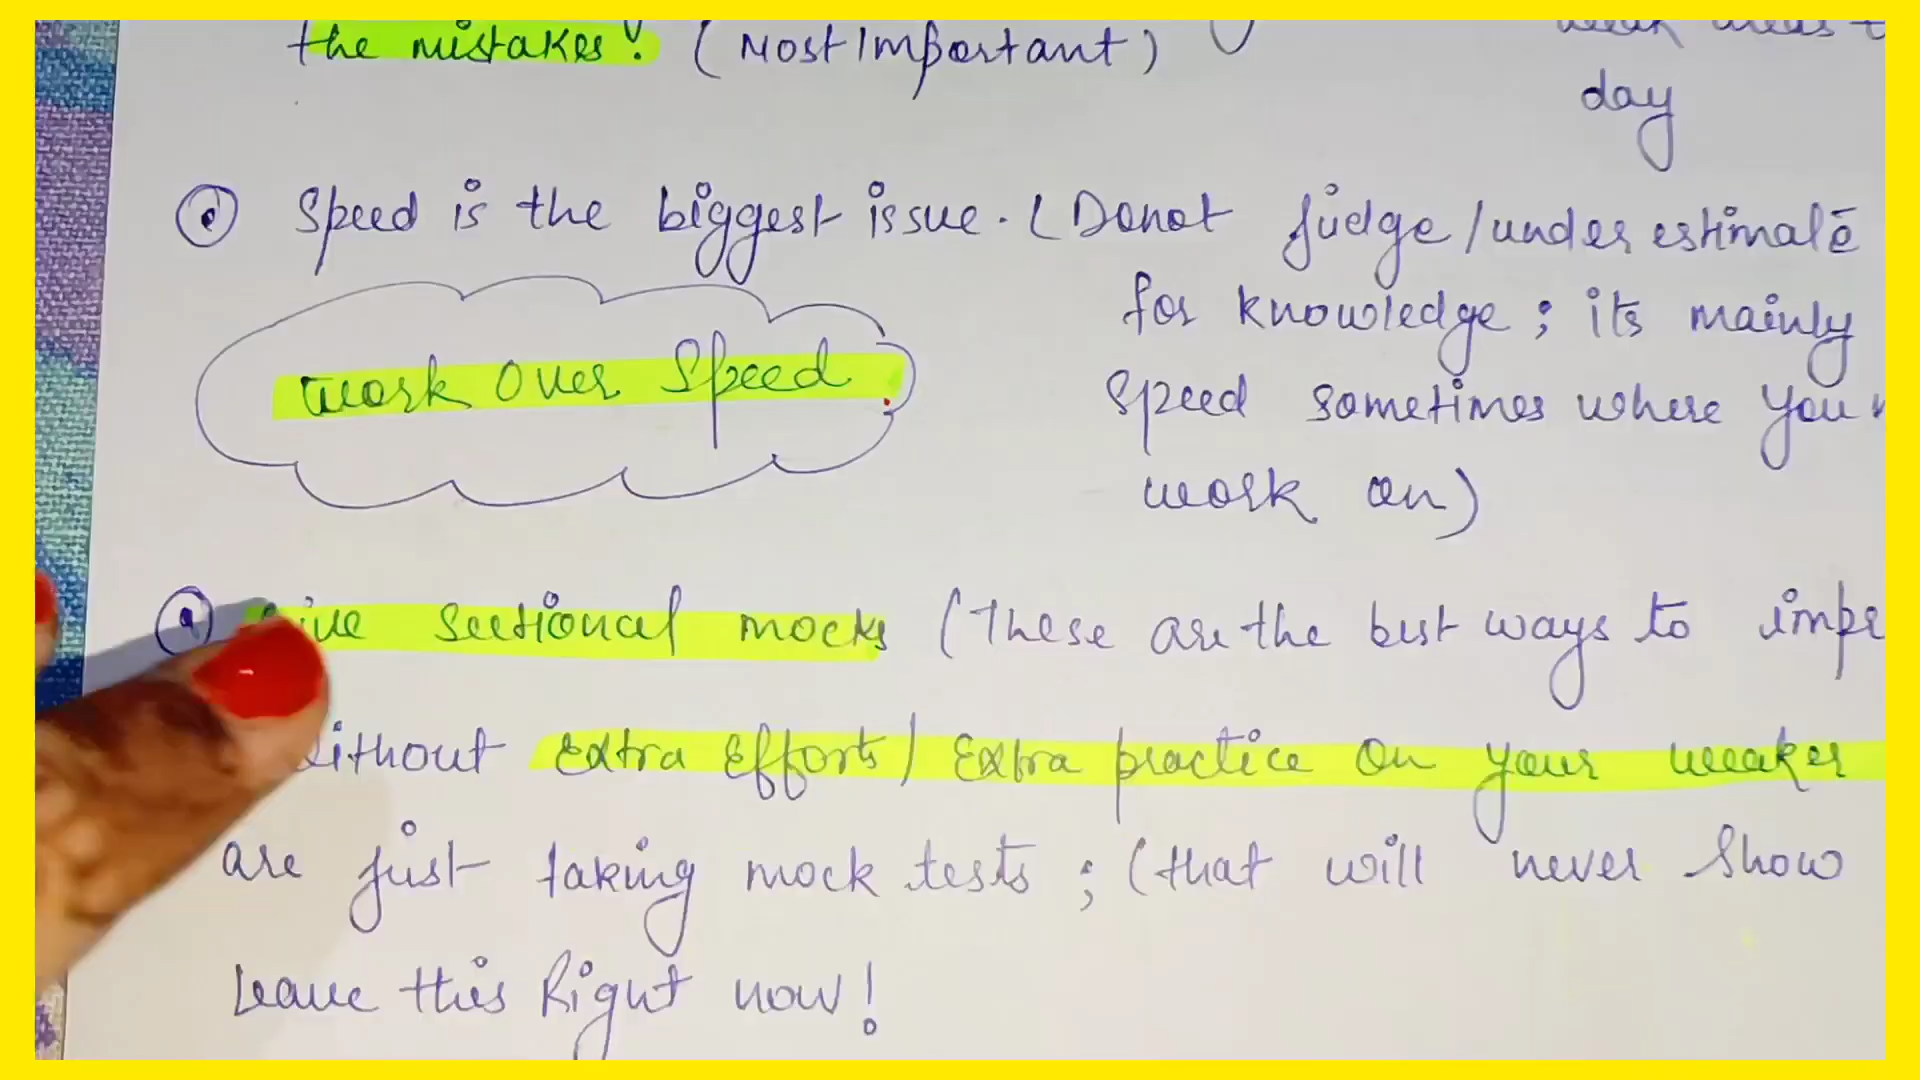 the mistakes! (Most Important)
day
Speed is the biggest issue. (Donot judge/under estimate
for knowledge; its mainly
Work Over Speed.
Speed sometimes where you
work on)
Give sectional mocks (These are the best ways to
without Extra Efforts/ Extra practice On your weaker
are just taking mock tests; (that will never show
Leave this Right now!